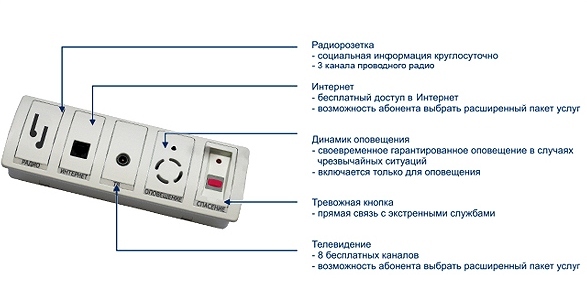 Радиорозетка
- социальная информация круглосуточно
- 3 канала проводного радио
Интернет
- бесплатный доступ в Интернет
- возможность абонента выбрать расширенный пакет услуг
Динамик оповещения
- своевременное гарантированное оповещение в случаях
чрезвычайных ситуаций
- включается только для оповещения
Тревожная кнопка
- прямая связь с экстренными службами
Телевидение
- 8 бесплатных каналов
- возможность абонента выбрать расширенный пакет услуг
РАДИО
ИНТЕРНЕТ
ТВ
ОПОВЕЩЕНИЕ
СПАСЕНИЕ